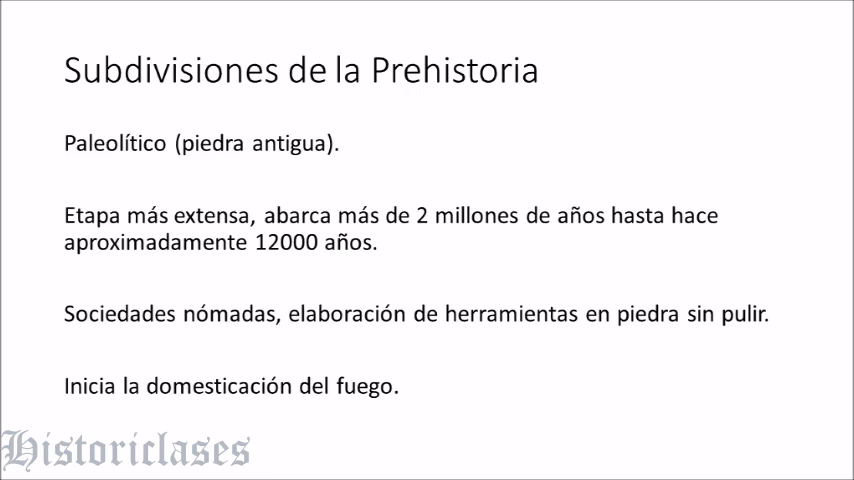 Subdivisiones de la Prehistoria
Paleolítico (piedra antigua).
Etapa más extensa, abarca más de 2 millones de años hasta hace
aproximadamente 12000 años.
Sociedades nómadas, elaboración de herramientas en piedra sin pulir.
Inicia la domesticación del fuego.
Historiclases